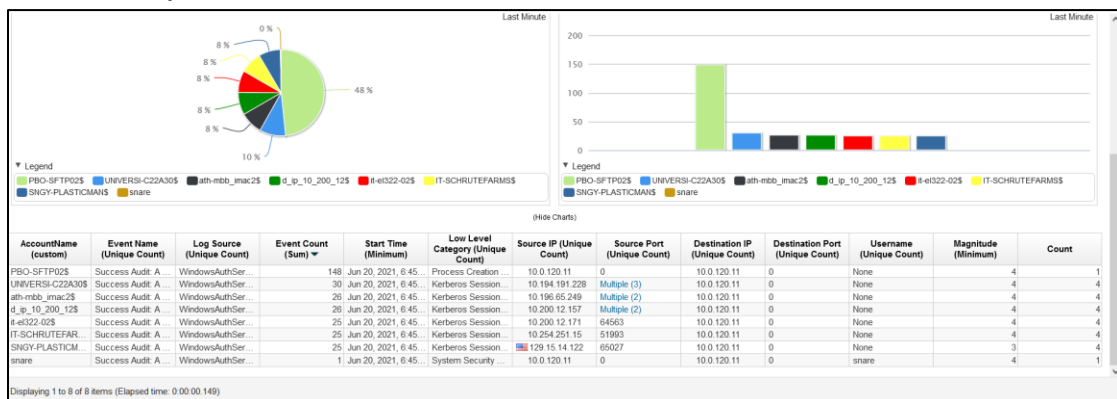 Last Minute
0 %
8 %
8 %
8 %
8 %
8 %
10 %
48 %
Legend
PBO-SFTP02$ UNIVERSI-C22A30$ ath-mbb_imac2$ d_ip_10_200_12$ it-el322-02$ IT-SCHRUTEFARMS$
SNGY-PLASTICMAN$ snare
Last Minute
200
150
100
50
0
Legend
PBO-SFTP02$ UNIVERSI-C22A30$ ath-mbb_imac2$ d_ip_10_200_12$ it-el322-02$ IT-SCHRUTEFARMS$
SNGY-PLASTICMAN$ snare
(Hide Charts)
AccountName (custom) Event Name (Unique Count) Log Source (Unique Count) Event Count (Sum) Start Time (Minimum) Low Level Category (Unique Count) Source IP (Unique Count) Source Port (Unique Count) Destination IP (Unique Count) Destination Port (Unique Count) Username (Unique Count) Magnitude (Minimum) Count
PBO-SFTP02$ Success Audit: A ... WindowsAuthSer... 148 Jun 20, 2021, 6:45... Process Creation ... 10.0.120.11 0 10.0.120.11 0 None 4 1
UNIVERSI-C22A30$ Success Audit: A ... WindowsAuthSer... 30 Jun 20, 2021, 6:45... Kerberos Session... 10.194.191.228 Multiple (3) 10.0.120.11 0 None 4 4
ath-mbb_imac2$ Success Audit: A ... WindowsAuthSer... 26 Jun 20, 2021, 6:45... Kerberos Session... 10.196.65.249 Multiple (2) 10.0.120.11 0 None 4 4
d_ip_10_200_12$ Success Audit: A ... WindowsAuthSer... 26 Jun 20, 2021, 6:45... Kerberos Session... 10.200.12.157 Multiple (2) 10.0.120.11 0 None 4 4
it-el322-02$ Success Audit: A ... WindowsAuthSer... 25 Jun 20, 2021, 6:45... Kerberos Session... 10.200.12.171 64563 10.0.120.11 0 None 4 4
IT-SCHRUTEFAR... Success Audit: A ... WindowsAuthSer... 25 Jun 20, 2021, 6:45... Kerberos Session... 10.254.251.15 51993 10.0.120.11 0 None 4 4
SNGY-PLASTICM... Success Audit: A ... WindowsAuthSer... 25 Jun 20, 2021, 6:45... Kerberos Session... 129.15.14.122 65027 10.0.120.11 0 None 3 4
snare Success Audit: A ... WindowsAuthSer... 1 Jun 20, 2021, 6:45... System Security ... 10.0.120.11 0 10.0.120.11 0 snare 4 1
Displaying 1 to 8 of 8 items (Elapsed time: 0:00:00.149)